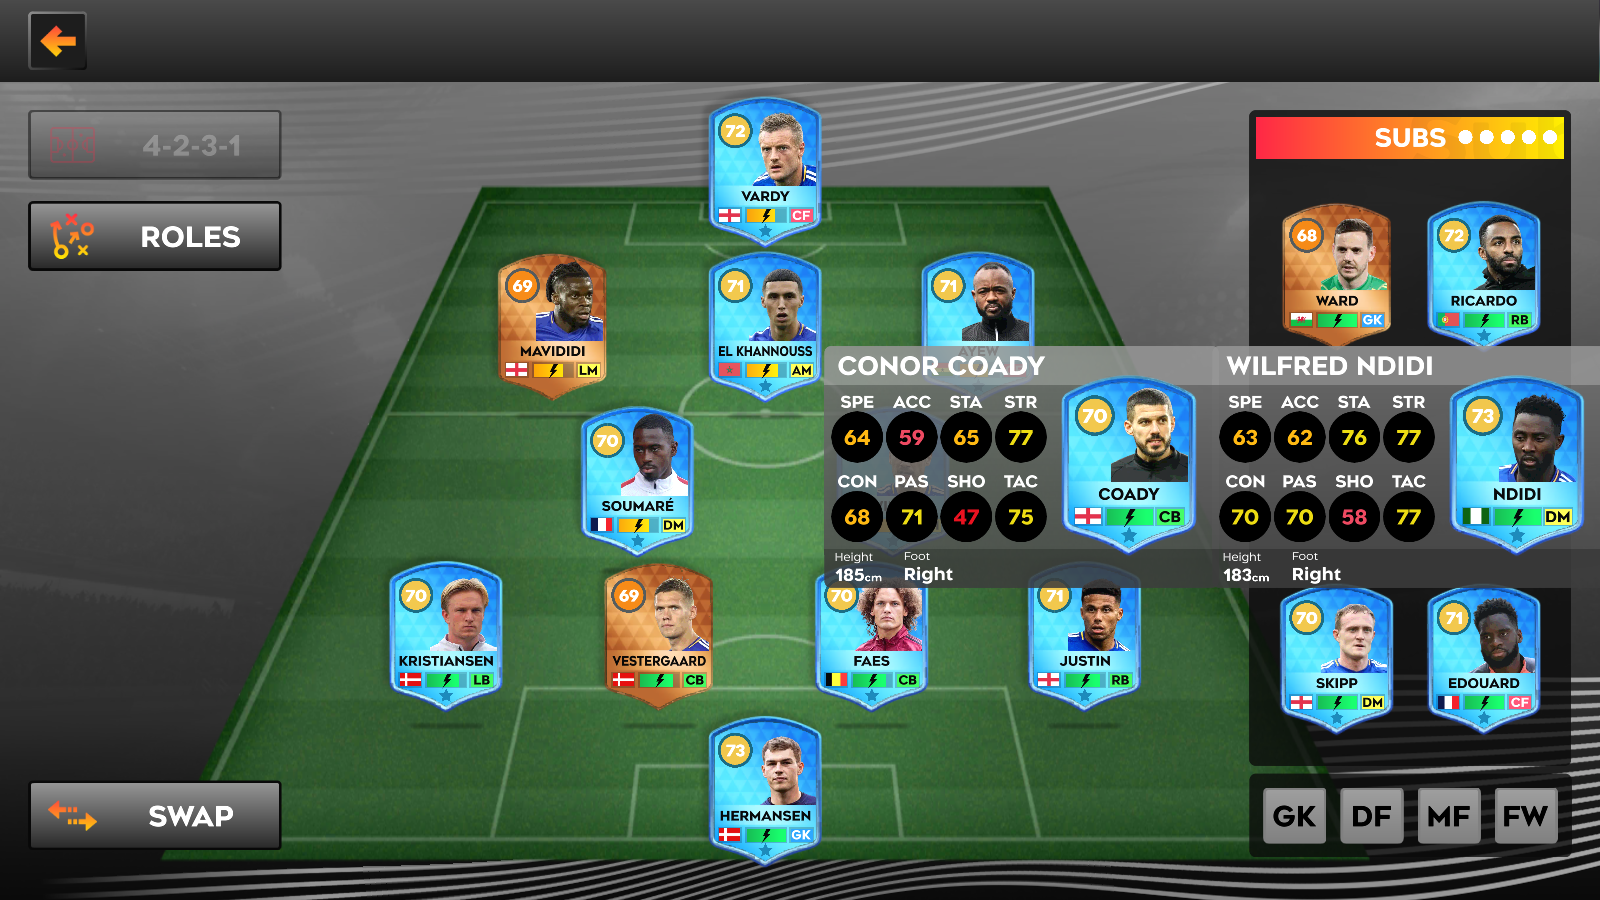 4-2-3-1
ROLES
SWAP
72
VARDY
CF
69
MAVIDIDI
LM
71
EL KHANNOUSS
AM
71
AYEW
70
SOUMARÉ
DM
70
KRISTIANSEN
LB
69
VESTERGAARD
CB
70
FAES
CB
71
JUSTIN
RB
73
HERMANSEN
GK
CONOR COADY
SPE ACC STA STR
64 59 65 77
CON PAS SHO TAC
68 71 47 75
Height Foot
185cm Right
70
COADY
CB
WILFRED NDIDI
SPE ACC STA STR
63 62 76 77
CON PAS SHO TAC
70 70 58 77
Height Foot
183cm Right
73
NDIDI
DM
SUBS
68
WARD
GK
72
RICARDO
RB
70
SKIPP
DM
71
EDOUARD
CF
GK DF MF FW